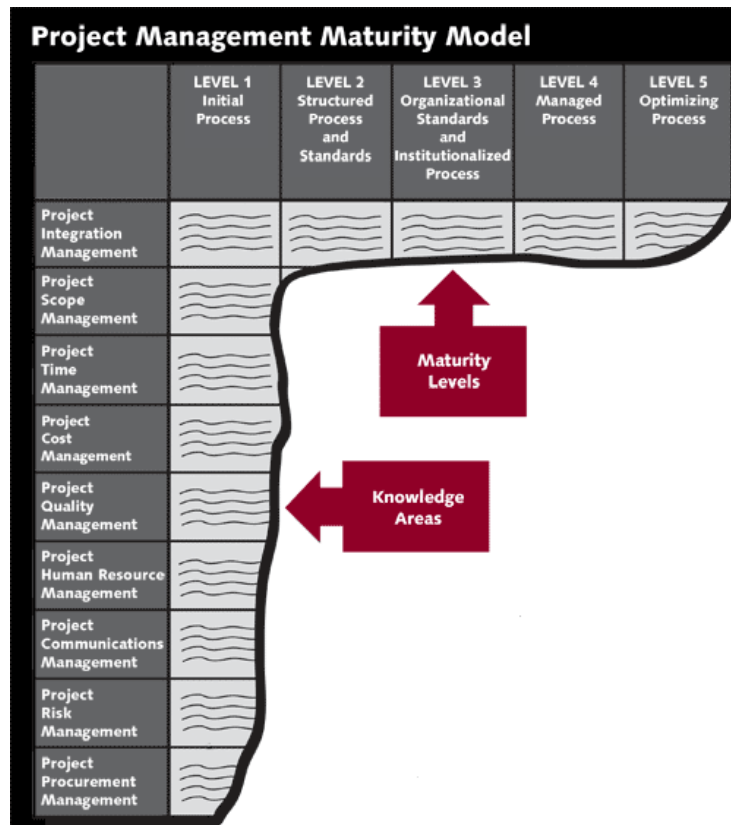 Project Management Maturity Model
LEVEL 1
Initial
Process
LEVEL 2
Structured
Process
and
Standards
LEVEL 3
Organizational
Standards
and
Institutionalized
Process
LEVEL 4
Managed
Process
LEVEL 5
Optimizing
Process
Project
Integration
Management
Project
Scope
Management
Project
Time
Management
Project
Cost
Management
Project
Quality
Management
Project
Human Resource
Management
Project
Communications
Management
Project
Risk
Management
Project
Procurement
Management
Maturity
Levels
Knowledge
Areas